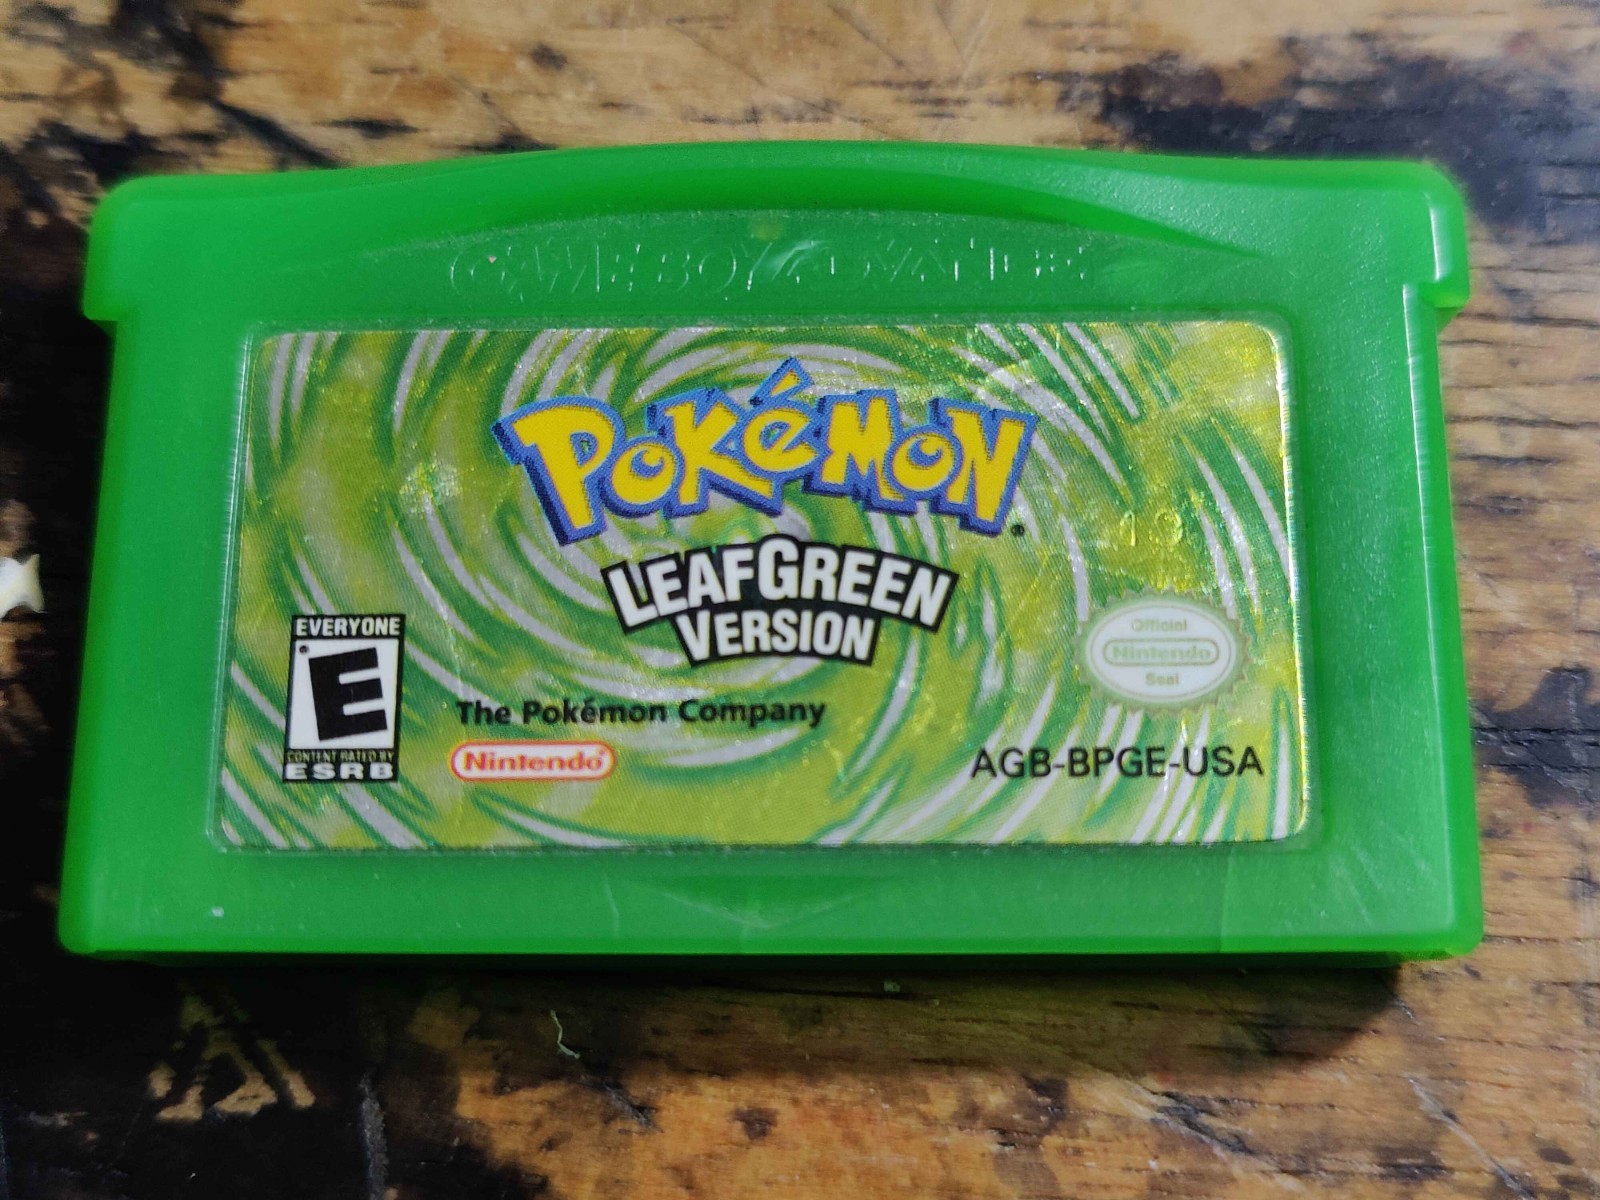 GAME BOY ADVANCE
POKéMON
LEAFGREEN
VERSION
19
EVERYONE
E
CONTENT RATED BY
ESRB
The Pokémon Company
Nintendo®
Official
Nintendo
Seal
AGB-BPGE-USA